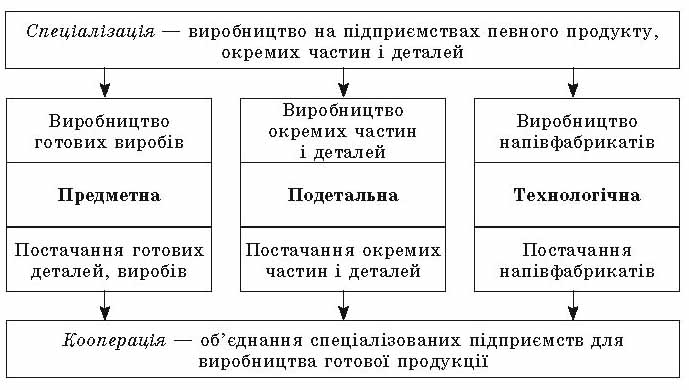 Спеціалізація — виробництво на підприємствах певного продукту,
окремих частин і деталей
Виробництво
готових виробів
Предметна
Постачання готових
деталей, виробів
Виробництво
окремих частин
і деталей
Подетальна
Постачання окремих
частин і деталей
Виробництво
напівфабрикатів
Технологічна
Постачання
напівфабрикатів
Кооперація — об’єднання спеціалізованих підприємств для
виробництва готової продукції